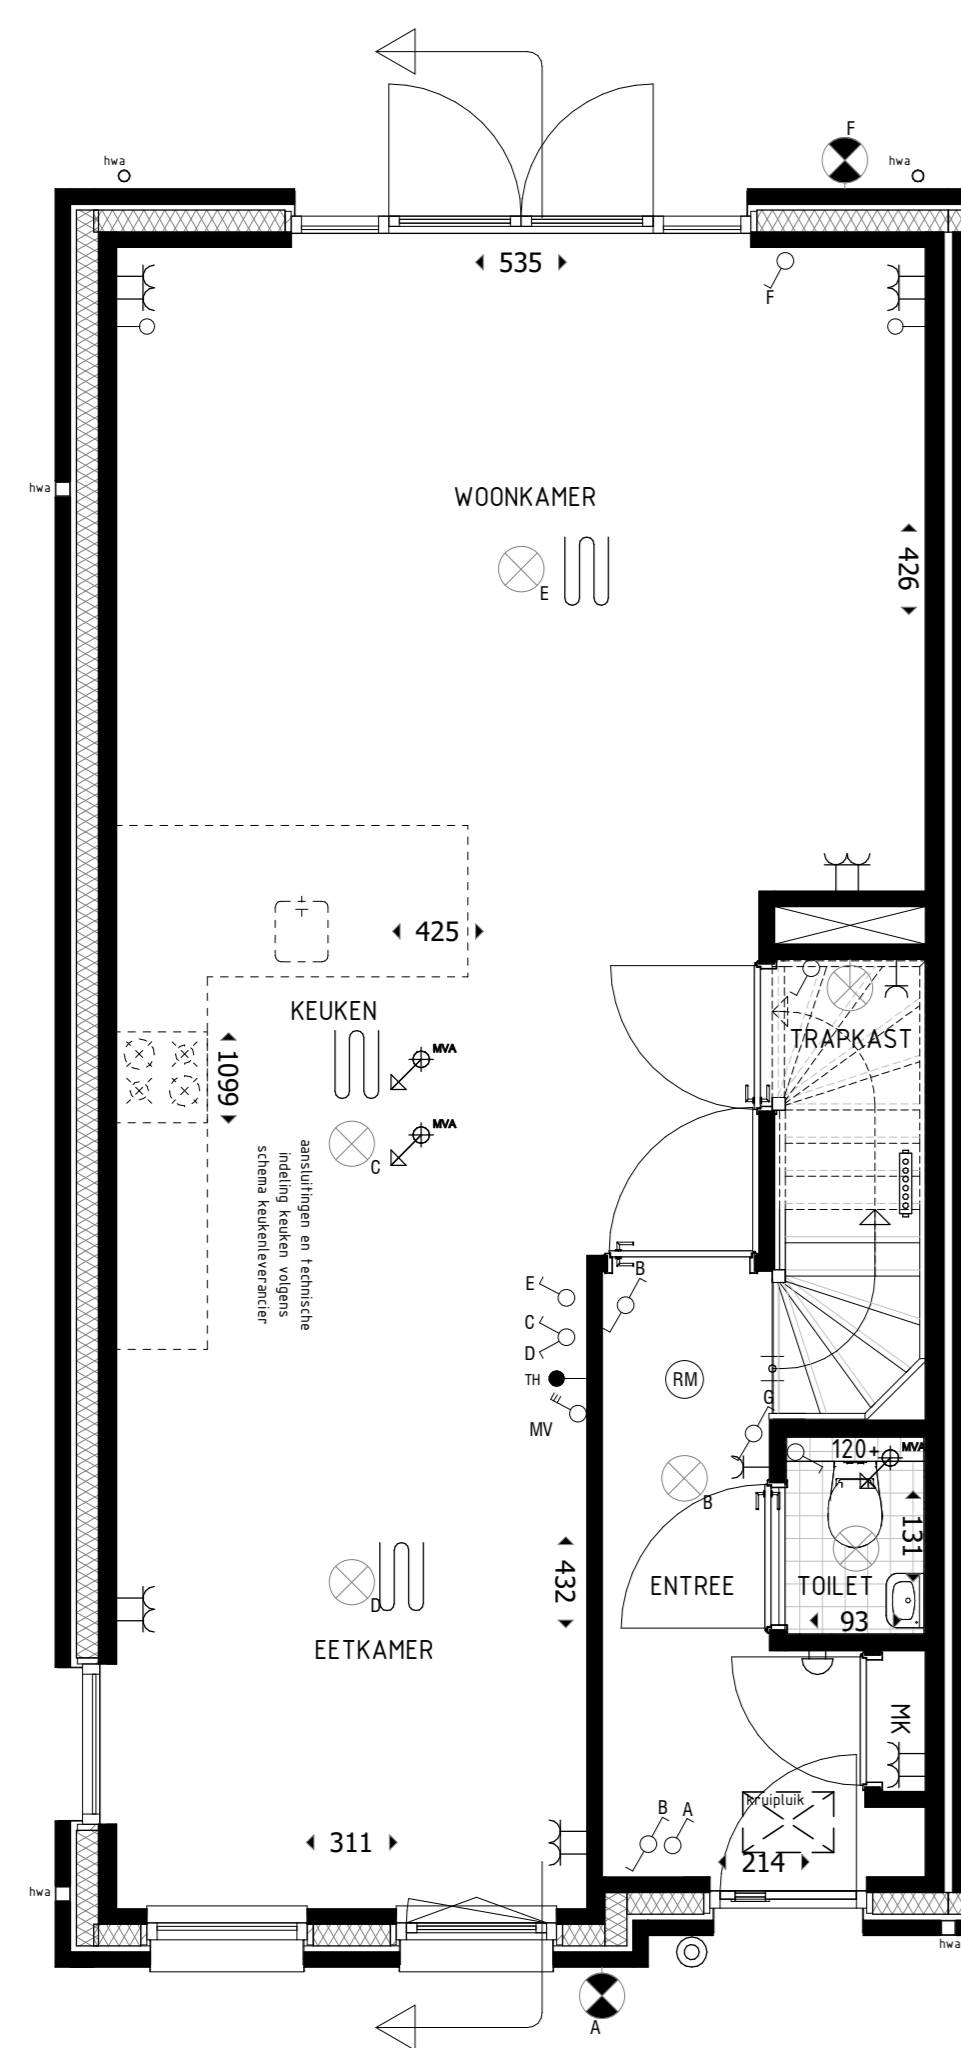 F
hwa
hwa
535
F
WOONKAMER
hwa
426
E
425
KEUKEN
TRAPKAST
MVA
1099
MVA
C
aansluitingen en technische
indeling keuken volgens
schema keukenleverancier
B
E
C
D
TH
RM
G
MV
120+
MVA
B
131
432
D
ENTREE
TOILET
93
EETKAMER
MK
kruipluik
B
A
311
214
hwa
hwa
A